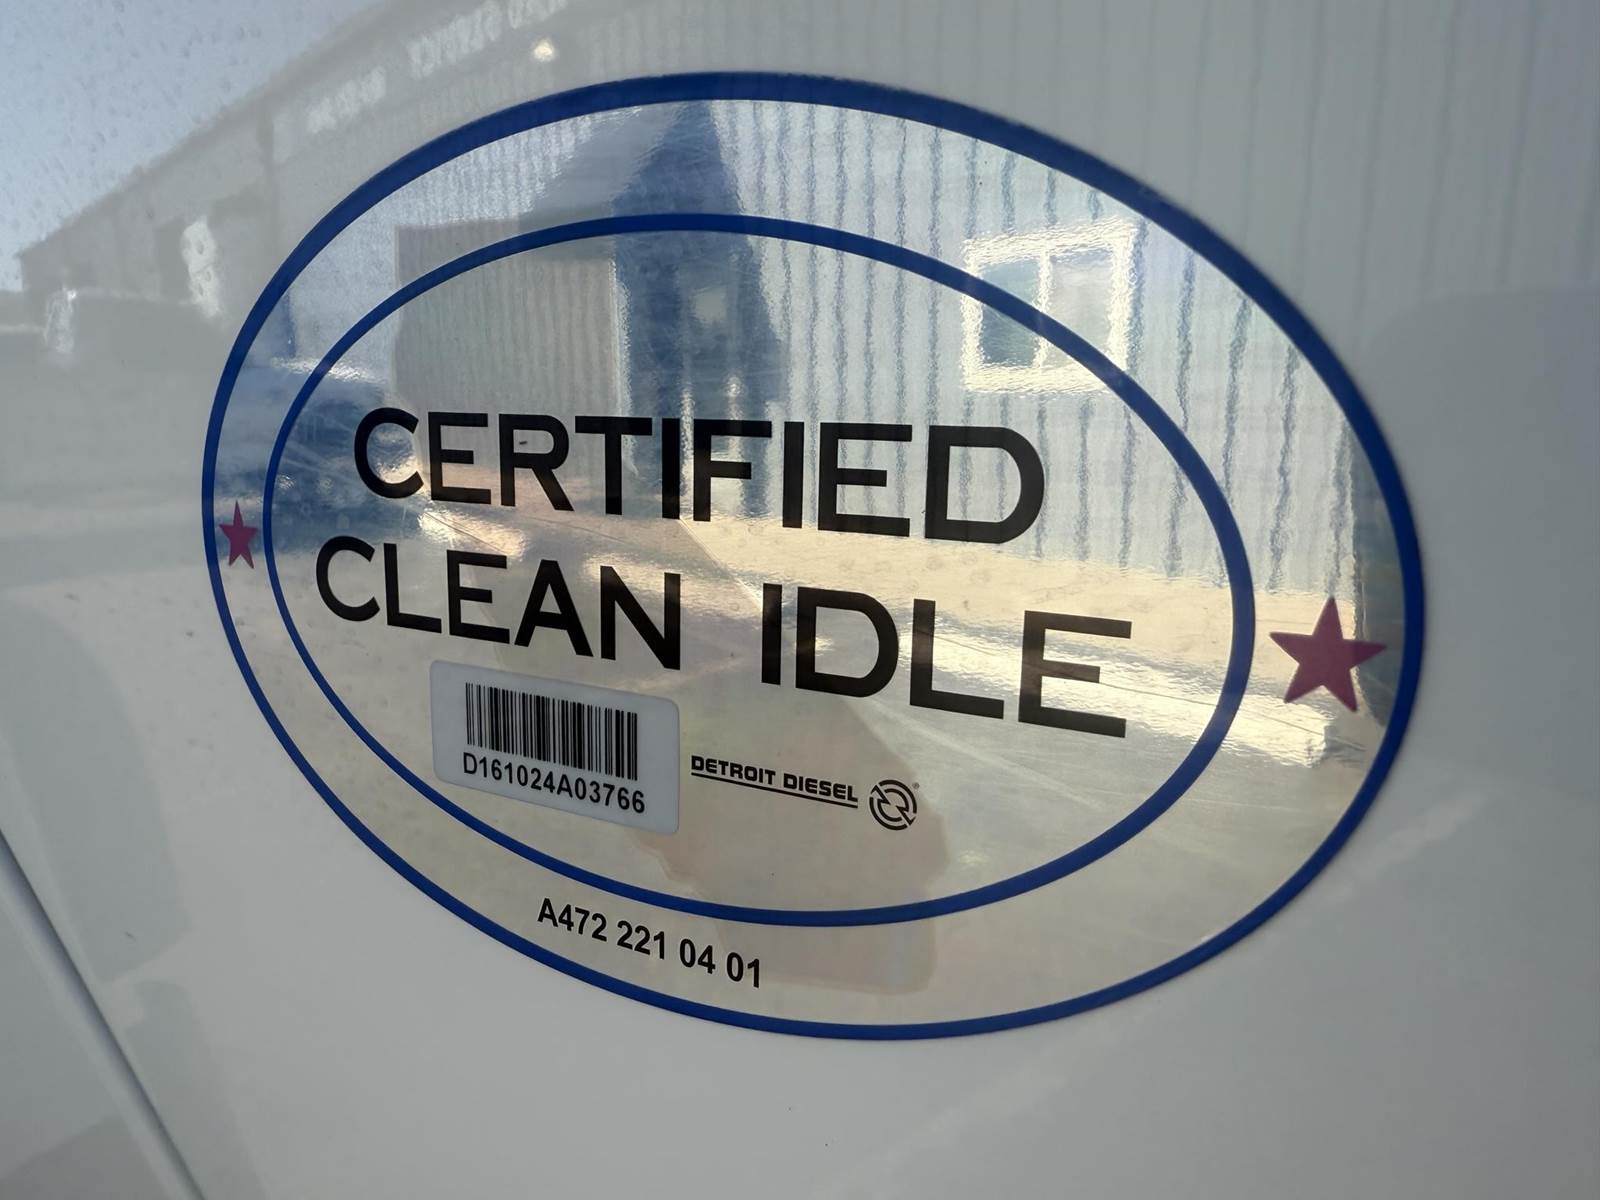 CERTIFIED
CLEAN IDLE
D161024A03766
DETROIT DIESEL
®
A472 221 04 01